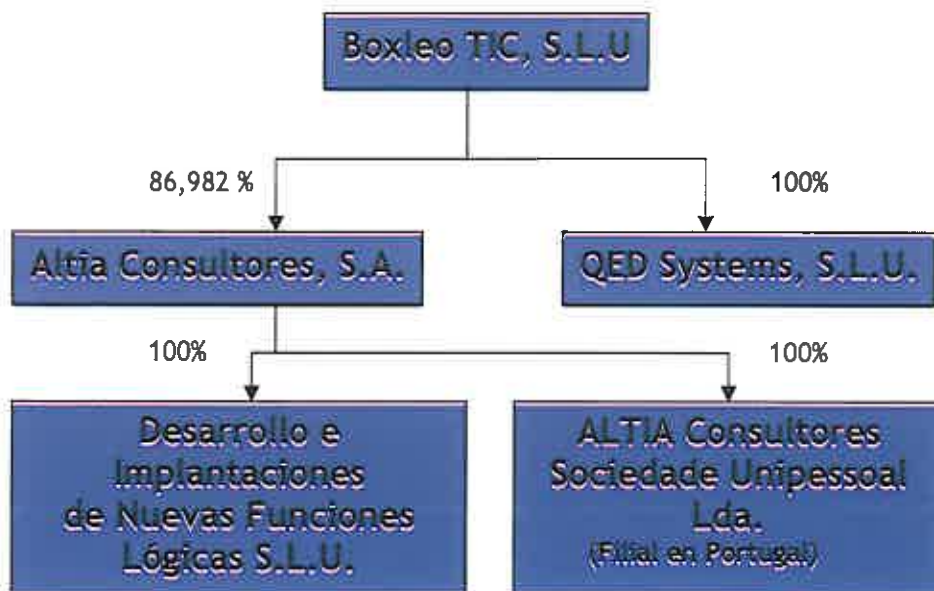 Boxleo TIC, S.L.U
86,982 %
100%
Altia Consultores, S.A.
QED Systems, S.L.U.
100%
100%
Desarrollo e
Implantaciones
de Nuevas Funciones
Lógicas S.L.U.
ALTIA Consultores
Sociedade Unipessoal
Lda.
(Filial en Portugal)